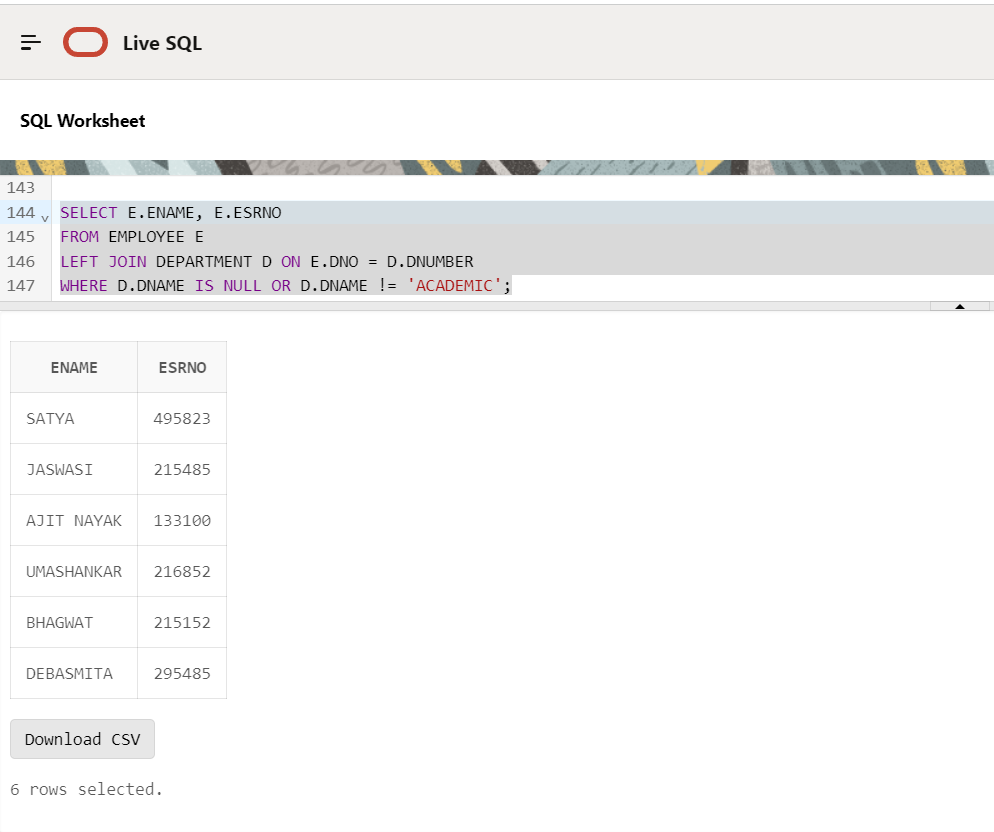 Live SQL
SQL Worksheet
143
144 SELECT E.ENAME, E.ESRNO
145 FROM EMPLOYEE E
146 LEFT JOIN DEPARTMENT D ON E.DNO = D.DNUMBER
147 WHERE D.DNAME IS NULL OR D.DNAME != 'ACADEMIC';
ENAME ESRNO
SATYA 495823
JASWASI 215485
AJIT NAYAK 133100
UMASHANKAR 216852
BHAGWAT 215152
DEBASMITA 295485
Download CSV
6 rows selected.